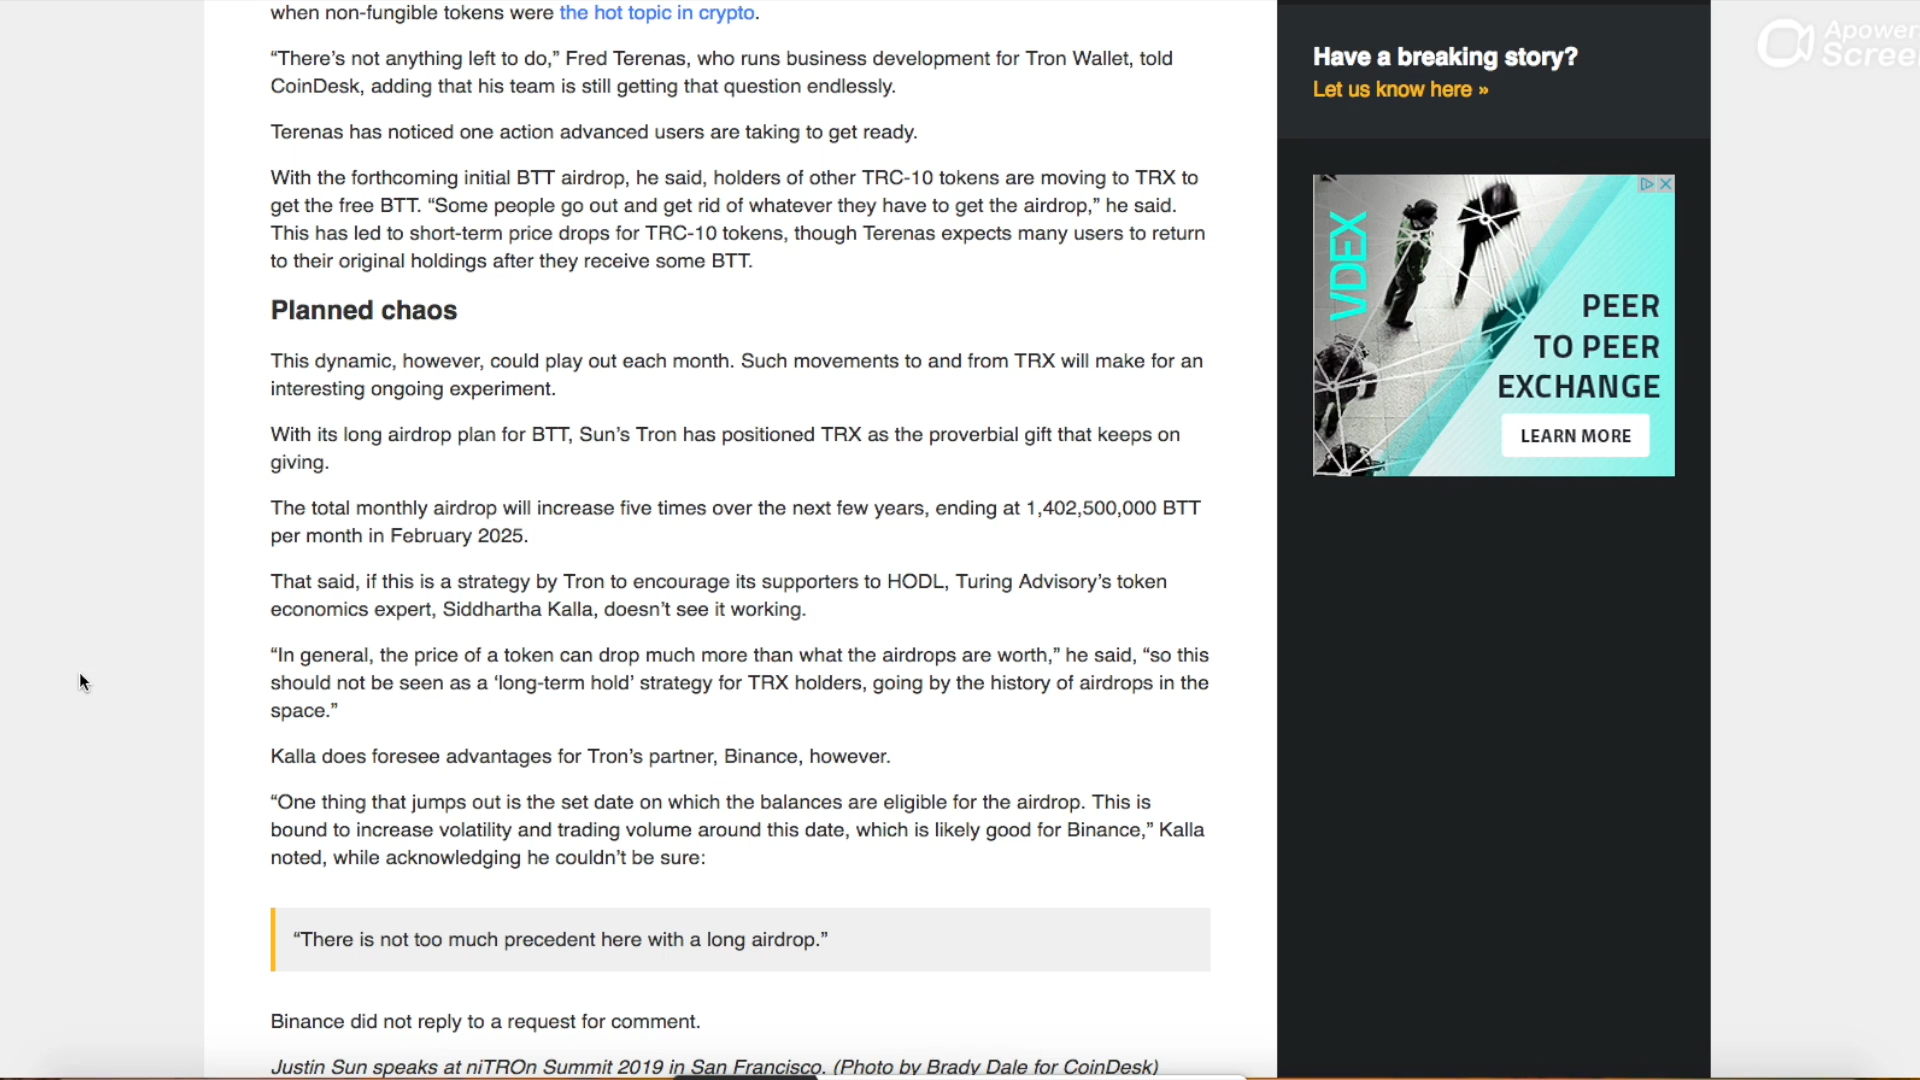 when non-fungible tokens were the hot topic in crypto.
“There’s not anything left to do,” Fred Terenas, who runs business development for Tron Wallet, told
CoinDesk, adding that his team is still getting that question endlessly.
Terenas has noticed one action advanced users are taking to get ready.
With the forthcoming initial BTT airdrop, he said, holders of other TRC-10 tokens are moving to TRX to
get the free BTT. “Some people go out and get rid of whatever they have to get the airdrop,” he said.
This has led to short-term price drops for TRC-10 tokens, though Terenas expects many users to return
to their original holdings after they receive some BTT.
Planned chaos
This dynamic, however, could play out each month. Such movements to and from TRX will make for an
interesting ongoing experiment.
With its long airdrop plan for BTT, Sun’s Tron has positioned TRX as the proverbial gift that keeps on
giving.
The total monthly airdrop will increase five times over the next few years, ending at 1,402,500,000 BTT
per month in February 2025.
That said, if this is a strategy by Tron to encourage its supporters to HODL, Turing Advisory’s token
economics expert, Siddhartha Kalla, doesn’t see it working.
“In general, the price of a token can drop much more than what the airdrops are worth,” he said, “so this
should not be seen as a ‘long-term hold’ strategy for TRX holders, going by the history of airdrops in the
space.”
Kalla does foresee advantages for Tron’s partner, Binance, however.
“One thing that jumps out is the set date on which the balances are eligible for the airdrop. This is
bound to increase volatility and trading volume around this date, which is likely good for Binance,” Kalla
noted, while acknowledging he couldn’t be sure:
“There is not too much precedent here with a long airdrop.”
Binance did not reply to a request for comment.
Justin Sun speaks at niTROn Summit 2019 in San Francisco. (Photo by Brady Dale for CoinDesk)
Have a breaking story?
Let us know here »
VDEX
PEER
TO PEER
EXCHANGE
LEARN MORE
Apower
Scree